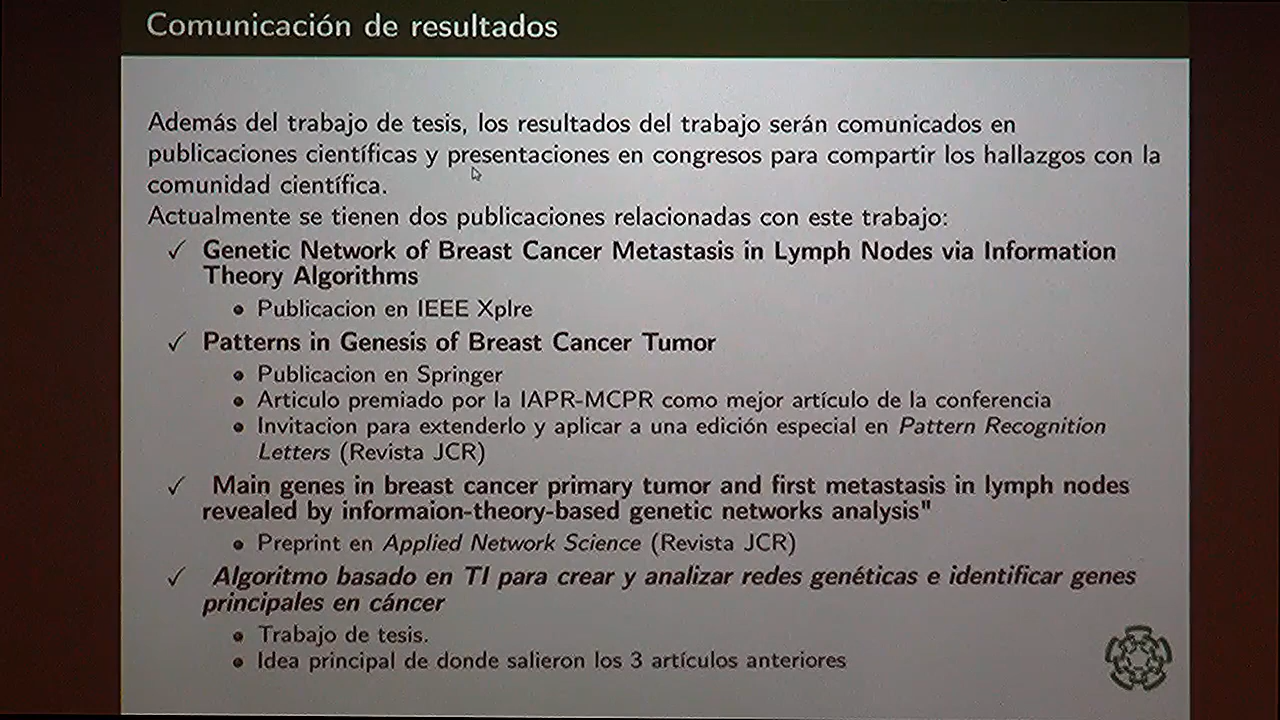 Comunicación de resultados
Además del trabajo de tesis, los resultados del trabajo serán comunicados en
publicaciones científicas y presentaciones en congresos para compartir los hallazgos con la
comunidad científica.
Actualmente se tienen dos publicaciones relacionadas con este trabajo:
✓ Genetic Network of Breast Cancer Metastasis in Lymph Nodes via Information
Theory Algorithms
• Publicacion en IEEE Xplre
✓ Patterns in Genesis of Breast Cancer Tumor
• Publicacion en Springer
• Articulo premiado por la IAPR-MCPR como mejor artículo de la conferencia
• Invitacion para extenderlo y aplicar a una edición especial en Pattern Recognition
Letters (Revista JCR)
✓ Main genes in breast cancer primary tumor and first metastasis in lymph nodes
revealed by informaion-theory-based genetic networks analysis"
• Preprint en Applied Network Science (Revista JCR)
✓ Algoritmo basado en TI para crear y analizar redes genéticas e identificar genes
principales en cáncer
• Trabajo de tesis.
• Idea principal de donde salieron los 3 artículos anteriores